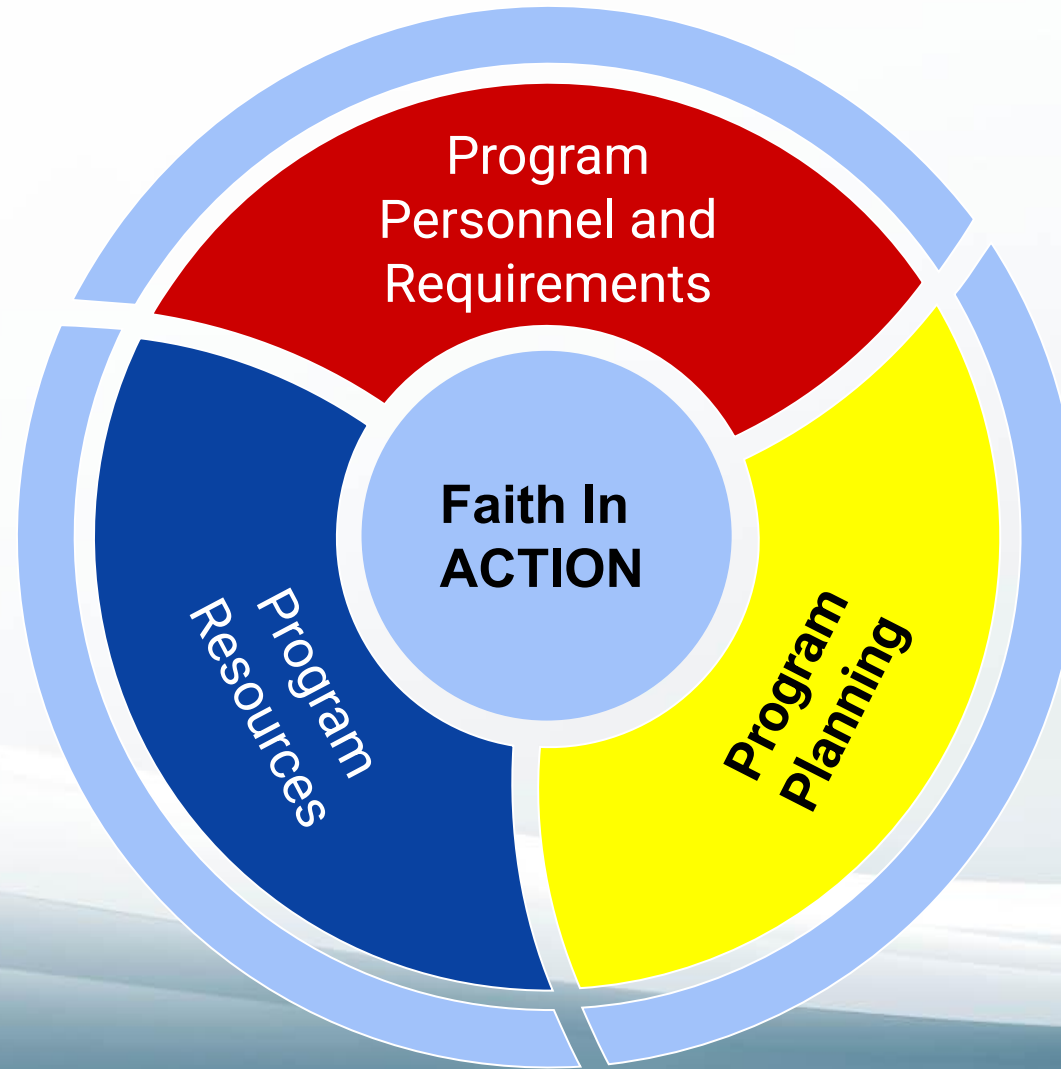 Program
Personnel and
Requirements
Faith In
ACTION
Program
Resources
Program
Planning